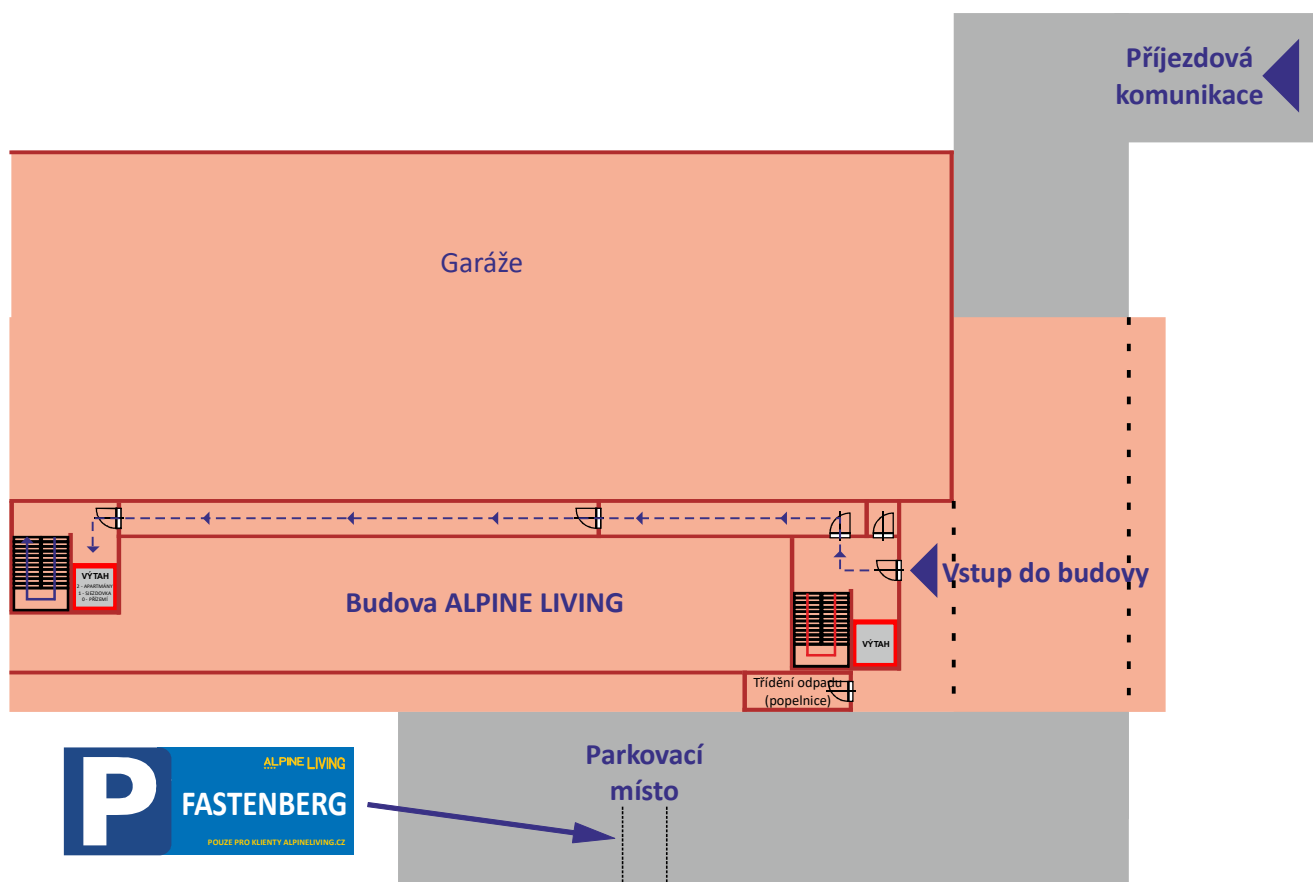 Příjezdová
komunikace
Garáže
VÝTAH
2 - APARTMÁNY
1 - SJEZDOVKA
0 - PŘÍZEMÍ
Budova ALPINE LIVING
Vstup do budovy
VÝTAH
Třídění odpadu
(popelnice)
P
ALPINE LIVING
FASTENBERG
POUZE PRO KLIENTY ALPINELIVING.CZ
Parkovací
místo